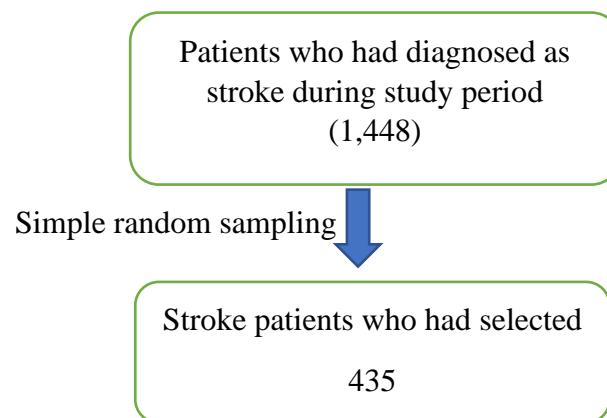 Patients who had diagnosed as
stroke during study period
(1,448)
Simple random sampling
Stroke patients who had selected
435